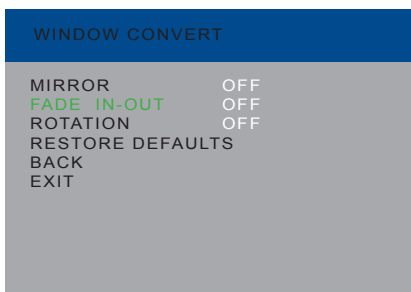 WINDOW CONVERT
MIRROR OFF
FADE IN-OUT OFF
ROTATION OFF
RESTORE DEFAULTS
BACK
EXIT